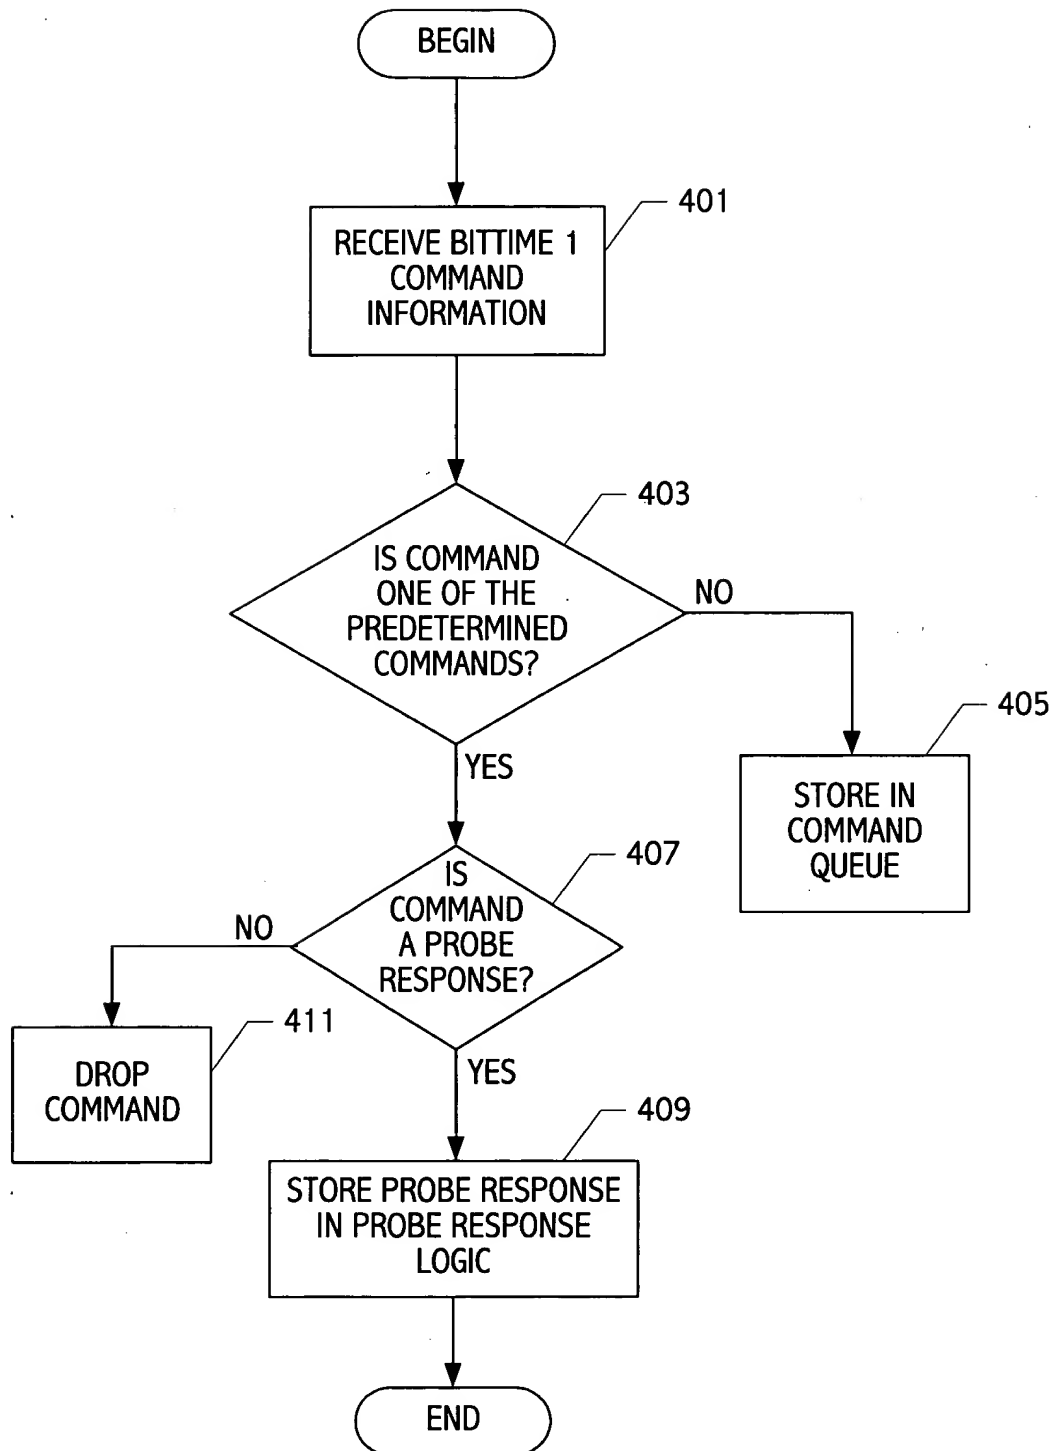 BEGIN
401
RECEIVE BITTIME 1
COMMAND
INFORMATION
403
IS COMMAND
ONE OF THE
PREDETERMINED
COMMANDS?
NO
405
STORE IN
COMMAND
QUEUE
YES
407
IS
COMMAND
A PROBE
RESPONSE?
NO
411
DROP
COMMAND
YES
409
STORE PROBE RESPONSE
IN PROBE RESPONSE
LOGIC
END